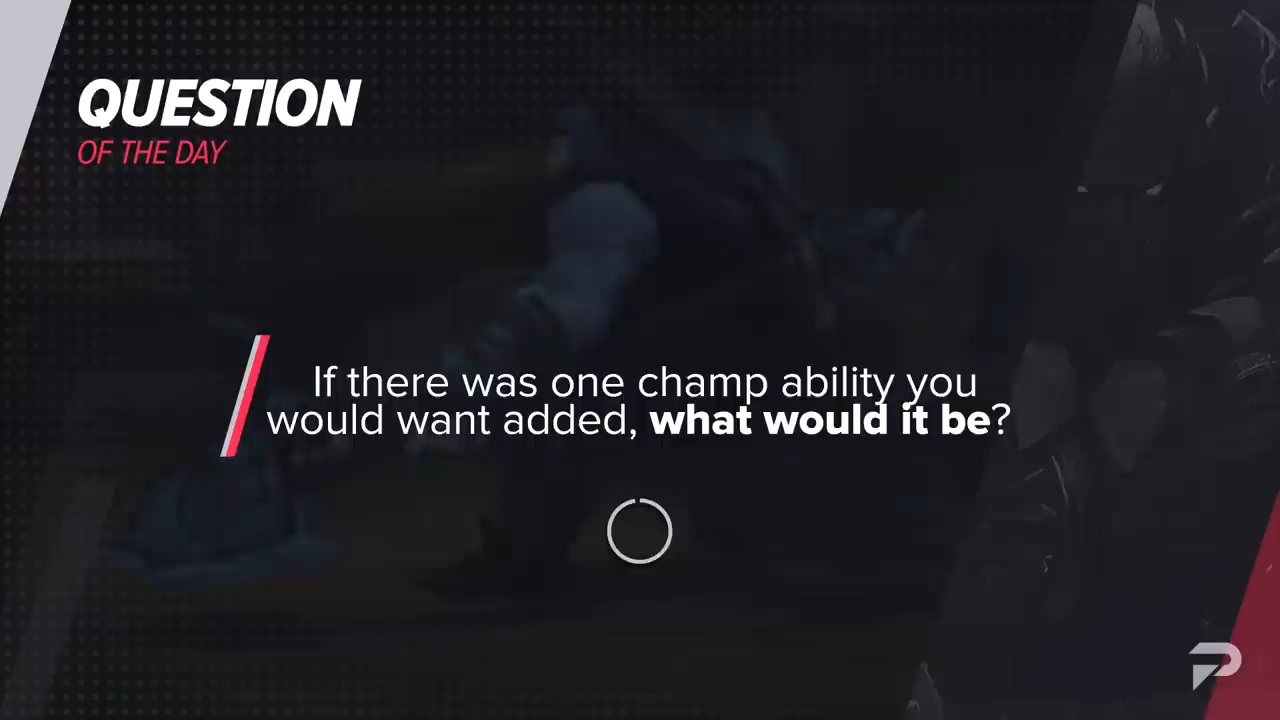 QUESTION
OF THE DAY
If there was one champ ability you
would want added, what would it be?